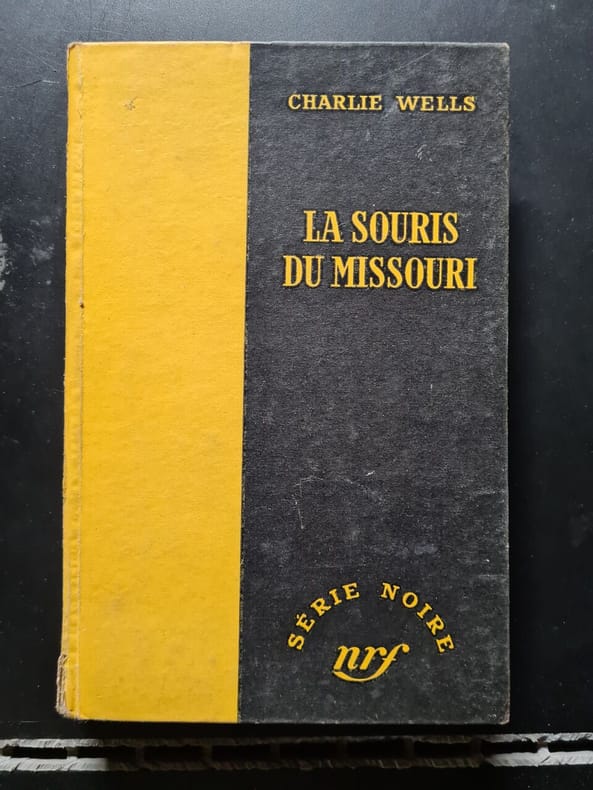 CHARLIE WELLS
LA SOURIS
DU MISSOURI
SÉRIE NOIRE
nrf